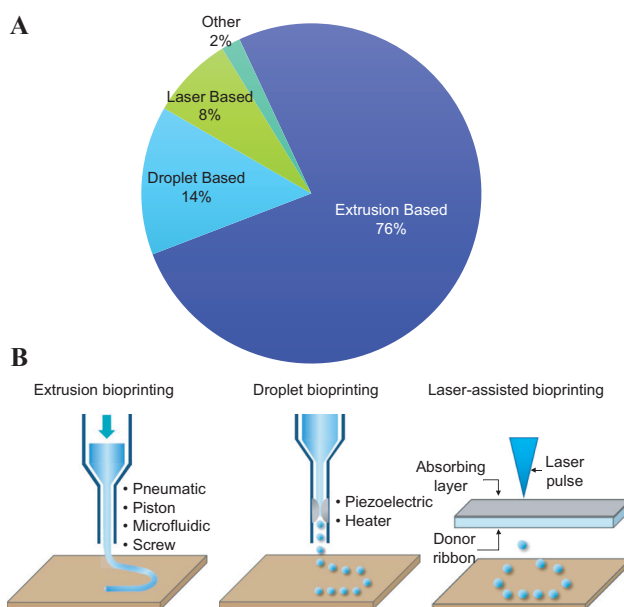 A
Other
2%
Laser Based
8%
Droplet Based
14%
Extrusion Based
76%
B
Extrusion bioprinting
• Pneumatic
• Piston
• Microfluidic
• Screw
Droplet bioprinting
• Piezoelectric
• Heater
Laser-assisted bioprinting
Absorbing
layer
Laser
pulse
Donor
ribbon